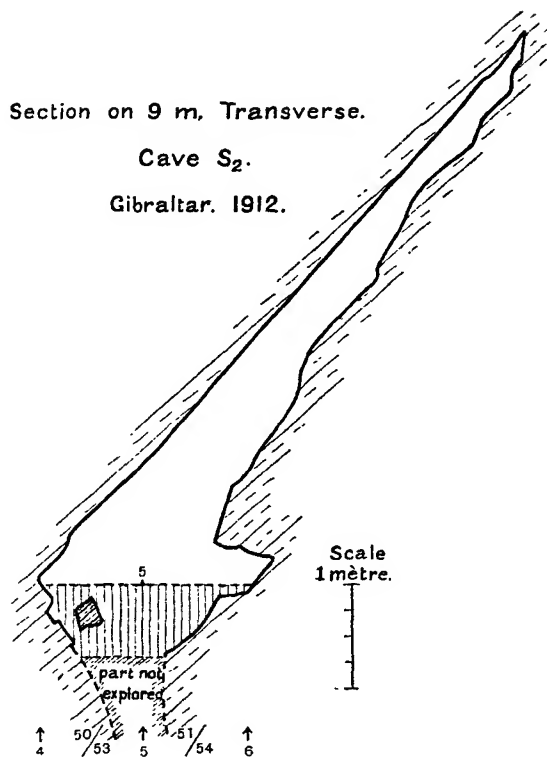 Section on 9 m, Transverse.
Cave S2.
Gibraltar. 1912.
5
Scale
1 mètre.
part not
explored
4 50/53 5 51/54 6